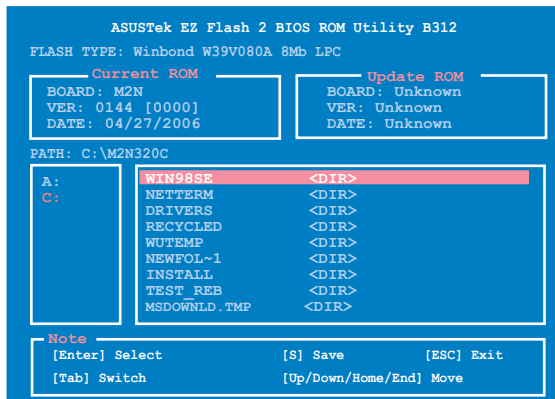 ASUSTek EZ Flash 2 BIOS ROM Utility B312
FLASH TYPE: Winbond W39V080A 8Mb LPC
Current ROM
BOARD: M2N
VER: 0144 [0000]
DATE: 04/27/2006
Update ROM
BOARD: Unknown
VER: Unknown
DATE: Unknown
PATH: C:\M2N320C
A:
C:
WIN98SE <DIR>
NETTERM <DIR>
DRIVERS <DIR>
RECYCLED <DIR>
WUTEMP <DIR>
NEWFOL~1 <DIR>
INSTALL <DIR>
TEST_REB <DIR>
MSDOWNLD.TMP <DIR>
Note
[Enter] Select [S] Save [ESC] Exit
[Tab] Switch [Up/Down/Home/End] Move